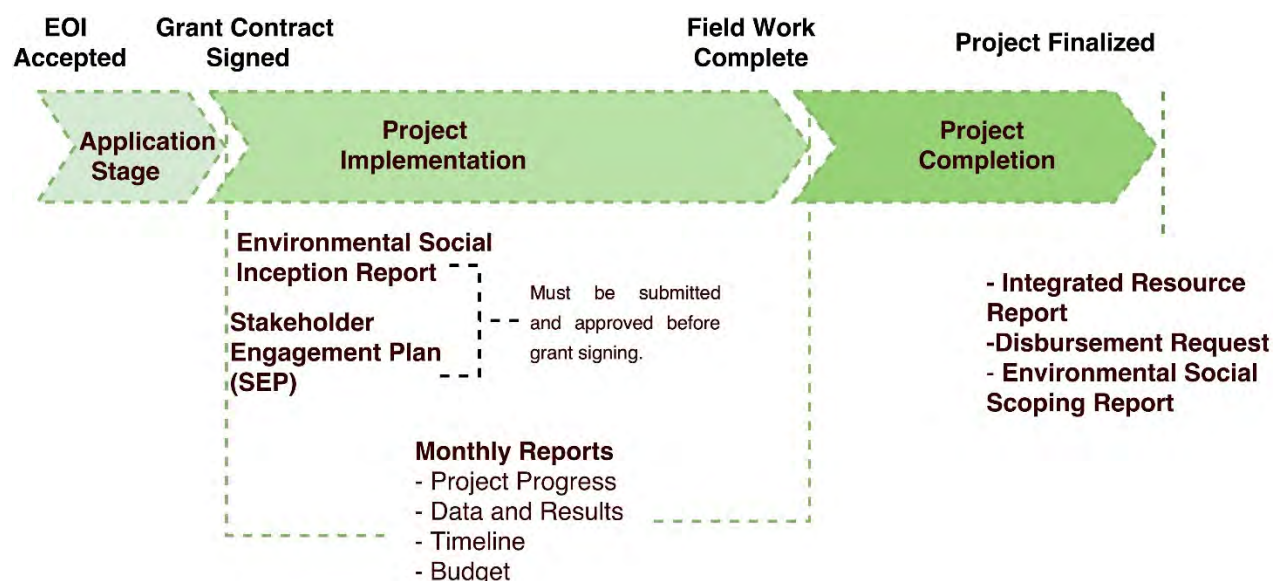 EOI
Accepted
Grant Contract
Signed
Field Work
Complete
Project Finalized
Application
Stage
Project
Implementation
Project
Completion
Environmental Social
Inception Report
Stakeholder
Engagement Plan
(SEP)
Must be submitted
and approved before
grant signing.
Monthly Reports
- Project Progress
- Data and Results
- Timeline
- Budget
- Integrated Resource
Report
-Disbursement Request
- Environmental Social
Scoping Report